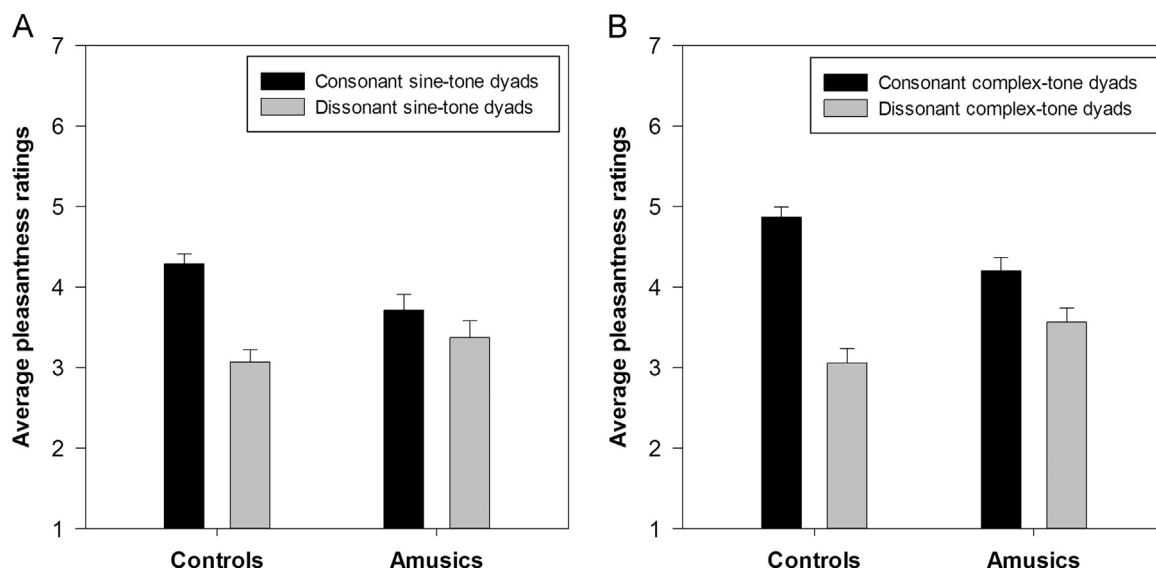 A
Average pleasantness ratings
7
6
5
4
3
2
1
Consonant sine-tone dyads
Dissonant sine-tone dyads
Controls
Amusics
B
Average pleasantness ratings
7
6
5
4
3
2
1
Consonant complex-tone dyads
Dissonant complex-tone dyads
Controls
Amusics